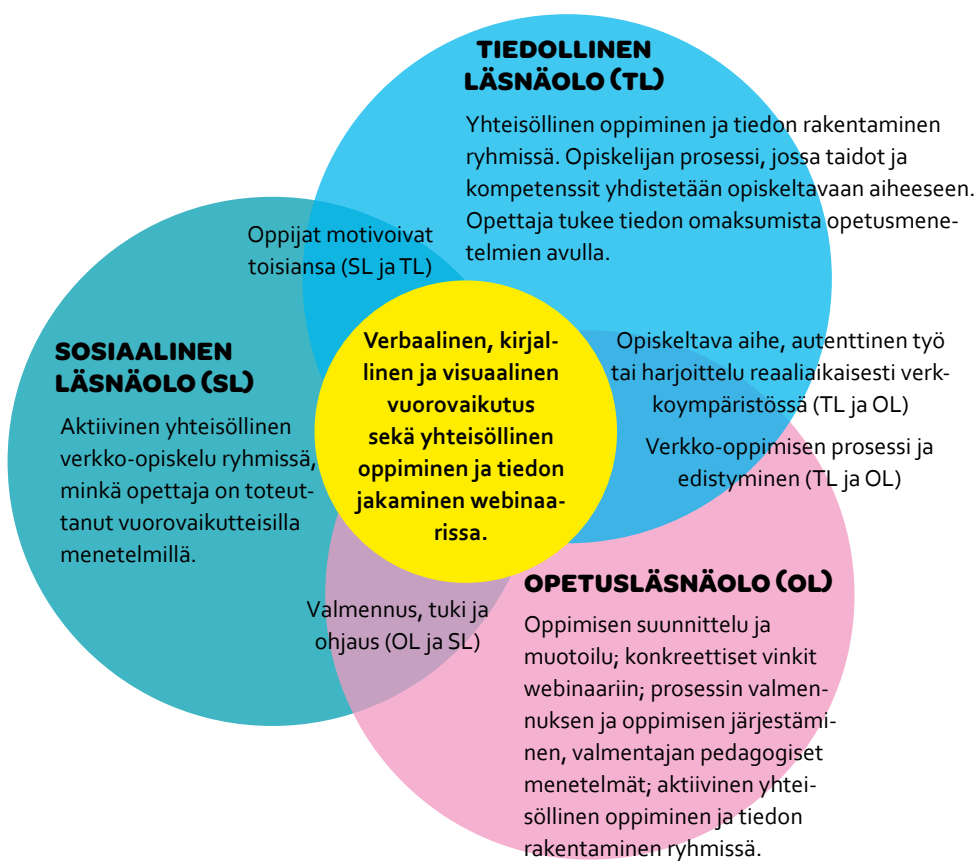 TIEDOLLINEN
LÄSNÄOLO (TL)
Yhteisöllinen oppiminen ja tiedon rakentaminen
ryhmissä. Opiskelijan prosessi, jossa taidot ja
kompetenssit yhdistetään opiskeltavaan aiheeseen.
Opettaja tukee tiedon omaksumista opetusmene-
telmien avulla.
Oppijat motivoivat
toisiansa (SL ja TL)
SOSIAALINEN
LÄSNÄOLO (SL)
Aktiivinen yhteisöllinen
verkko-opiskelu ryhmissä,
minkä opettaja on toteut-
tanut vuorovaikutteisilla
menetelmillä.
Verbaalinen, kirjal-
linen ja visuaalinen
vuorovaikutus
sekä yhteisöllinen
oppiminen ja tiedon
jakaminen webinaa-
rissa.
Opiskeltava aihe, autenttinen työ
tai harjoittelu reaaliaikaisesti verk-
koympäristössä (TL ja OL)
Verkko-oppimisen prosessi ja
edistyminen (TL ja OL)
Valmennus, tuki ja
ohjaus (OL ja SL)
OPETUSLÄSNÄOLO (OL)
Oppimisen suunnittelu ja
muotoilu; konkreettiset vinkit
webinaariin; prosessin valmen-
nuksen ja oppimisen järjestämi-
nen, valmentajan pedagogiset
menetelmät; aktiivinen yhtei-
söllinen oppiminen ja tiedon
rakentaminen ryhmissä.